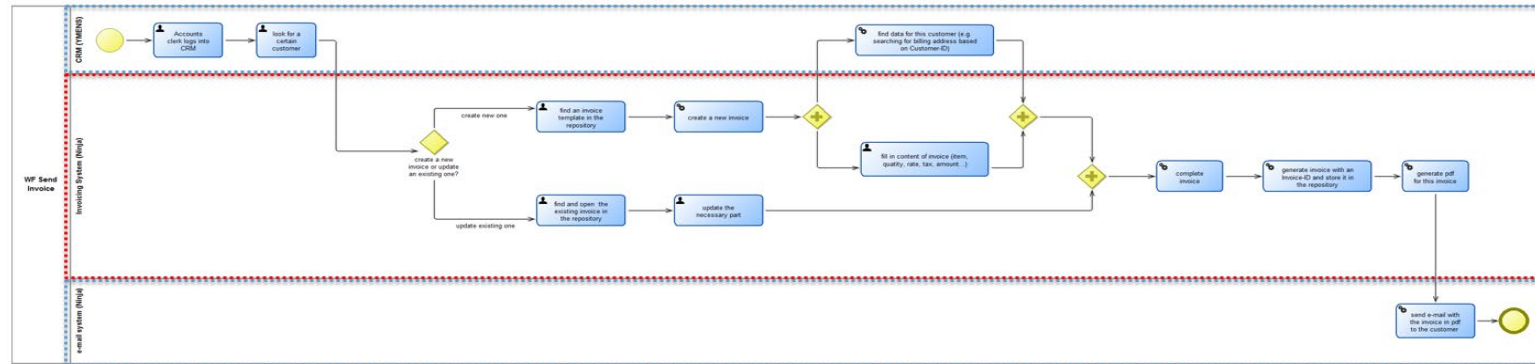 WF Send
Invoice
CRM (YMENS)
Accounts
clerk logs into
CRM
look for a
certain
customer
find data for this customer (e.g.
searching for billing address based
on Customer-ID)
Invoicing System (Ninja)
create a new
invoice or update
an existing one?
create new one
find an invoice
template in the
repository
create a new invoice
fill in content of invoice (item,
quatity, rate, tax, amount...)
update existing one
find and open the
existing invoice in
the repository
update the
necessary part
complete
invoice
generate invoice with an
Invoice-ID and store it in
the repository
generate pdf
for this invoice
e-mail system (Ninja)
send e-mail with
the invoice in pdf
to the customer